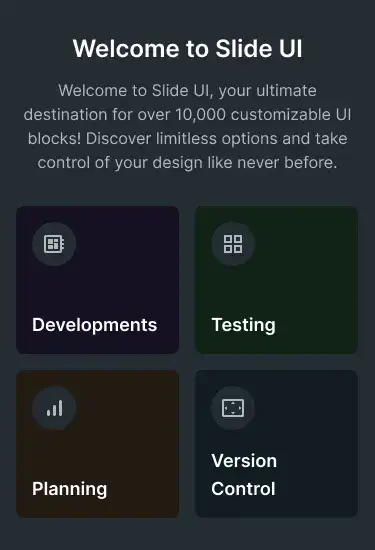 Welcome to Slide UI
Welcome to Slide UI, your ultimate
destination for over 10,000 customizable UI
blocks! Discover limitless options and take
control of your design like never before.
Developments
Testing
Planning
Version
Control